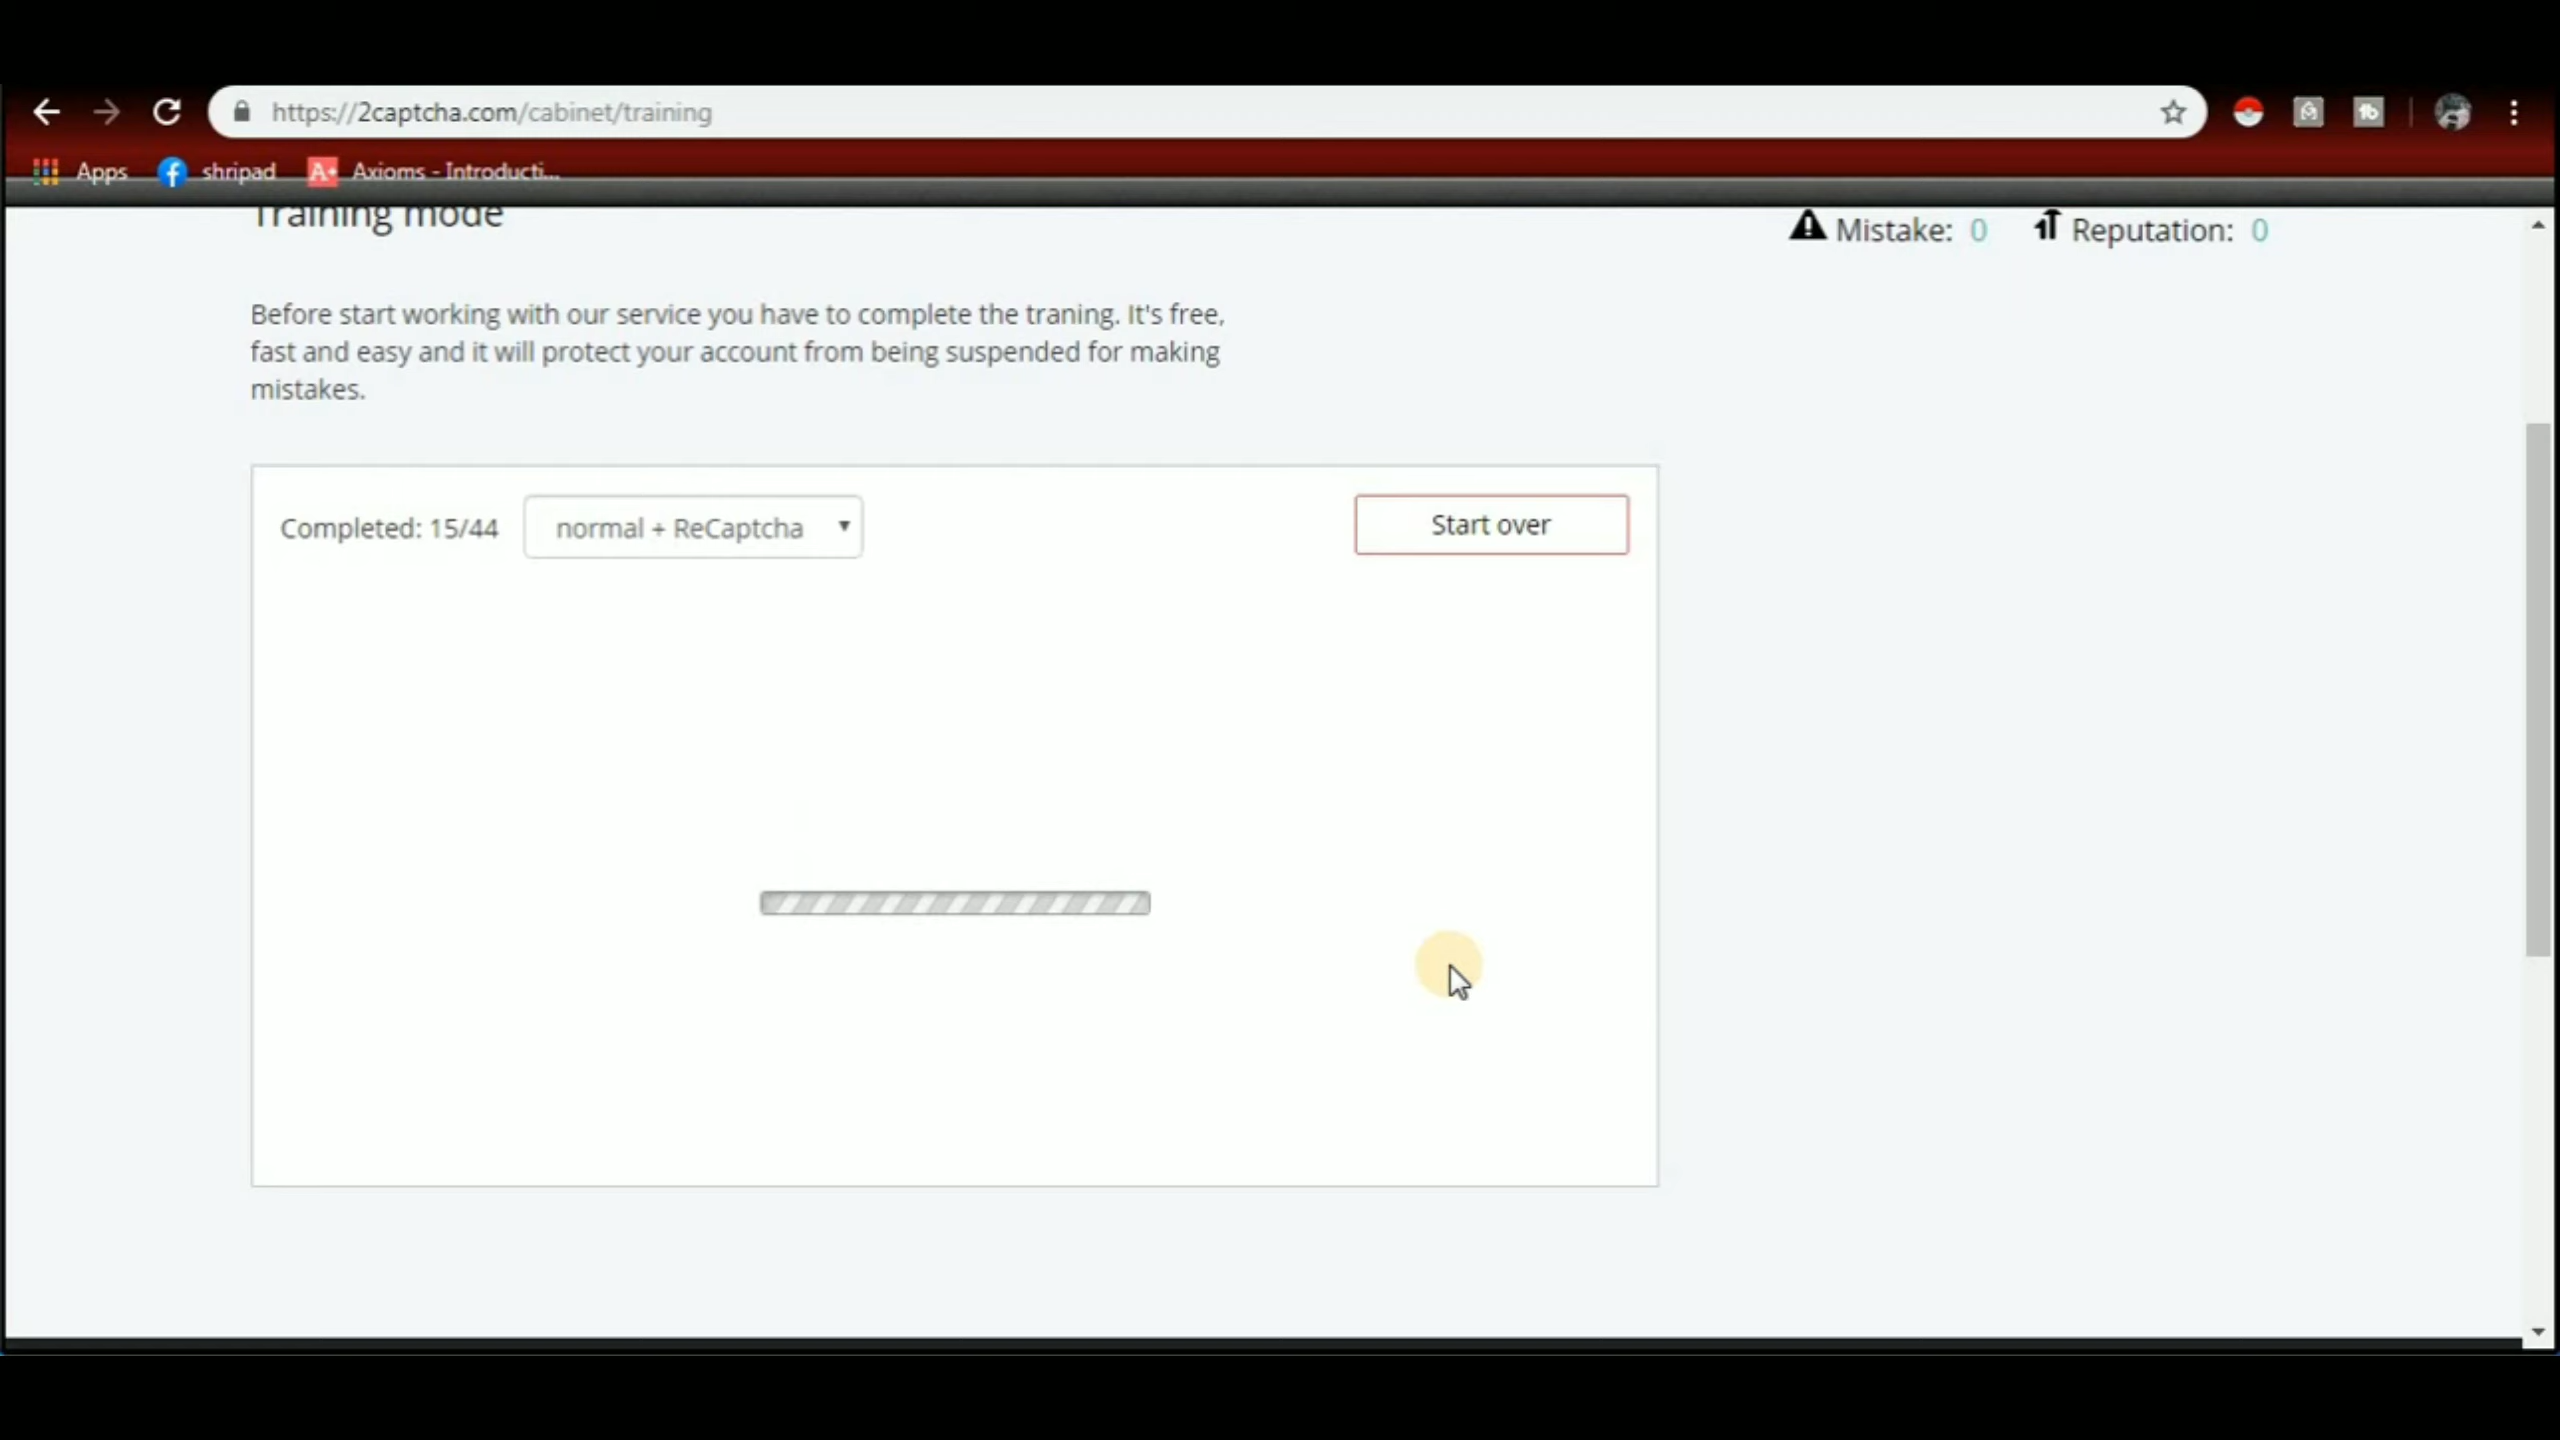 https://2captcha.com/cabinet/training
Apps shripad A+ Axioms - Introducti...
Training mode
Mistake: 0 Reputation: 0
Before start working with our service you have to complete the traning. It's free,
fast and easy and it will protect your account from being suspended for making
mistakes.
Completed: 15/44 normal + ReCaptcha Start over